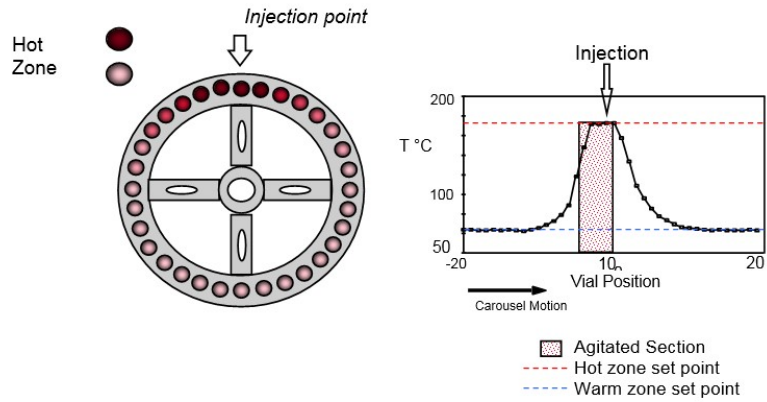 Injection point
Hot
Zone
Injection
200
T °C
100
50
-20
10
20
Vial Position
Carousel Motion
Agitated Section
Hot zone set point
Warm zone set point